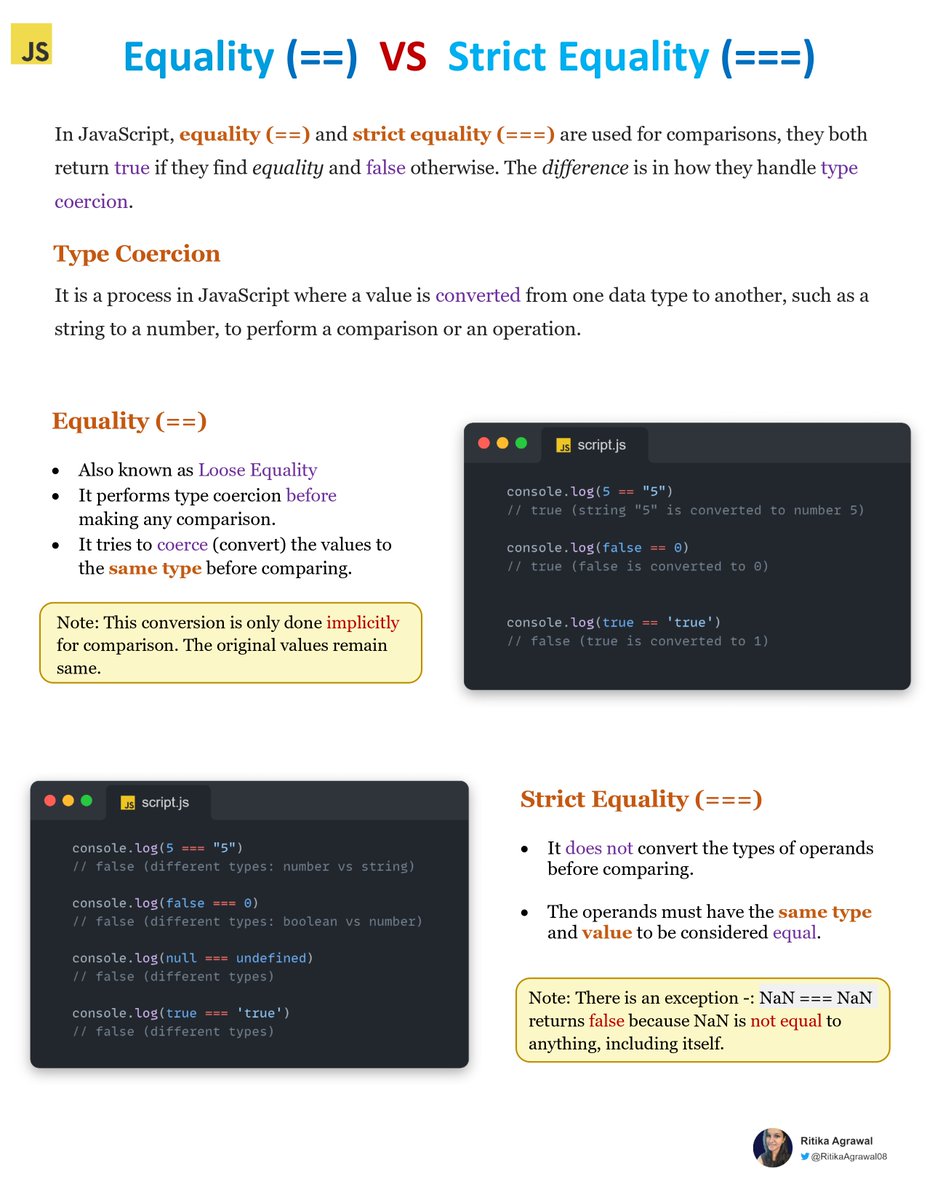 JS
Equality (==) VS Strict Equality (===)
In JavaScript, equality (==) and strict equality (===) are used for comparisons, they both
return true if they find equality and false otherwise. The difference is in how they handle type
coercion.
Type Coercion
It is a process in JavaScript where a value is converted from one data type to another, such as a
string to a number, to perform a comparison or an operation.
Equality (==)
• Also known as Loose Equality
• It performs type coercion before
making any comparison.
• It tries to coerce (convert) the values to
the same type before comparing.
Note: This conversion is only done implicitly
for comparison. The original values remain
same.
JS script.js
console.log(5 == "5")
// true (string "5" is converted to number 5)
console.log(false == 0)
// true (false is converted to 0)
console.log(true == 'true')
// false (true is converted to 1)
JS script.js
console.log(5 === "5")
// false (different types: number vs string)
console.log(false === 0)
// false (different types: boolean vs number)
console.log(null === undefined)
// false (different types)
console.log(true === 'true')
// false (different types)
Strict Equality (===)
• It does not convert the types of operands
before comparing.
• The operands must have the same type
and value to be considered equal.
Note: There is an exception -: NaN === NaN
returns false because NaN is not equal to
anything, including itself.
Ritika Agrawal
@RitikaAgrawal08